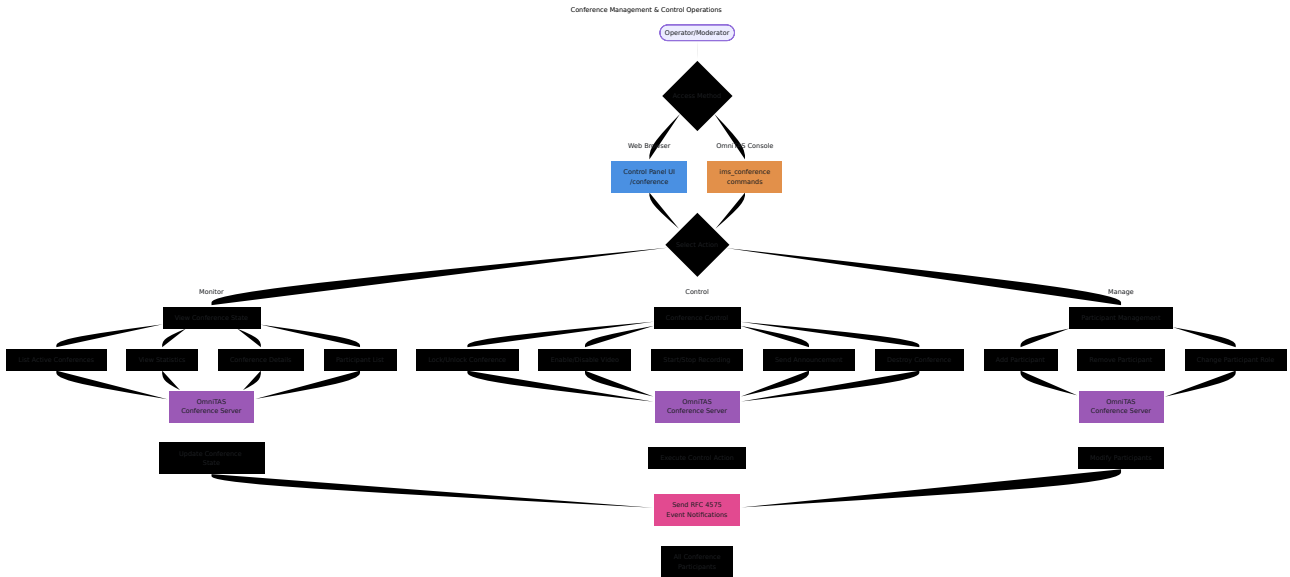 Conference Management & Control Operations
Operator/Moderator
Access Method
Web Browser
OmniTAS Console
Control Panel UI
/conference
ims_conference
commands
Select Action
Monitor
Control
Manage
View Conference State
Conference Control
Participant Management
List Active Conferences
View Statistics
Conference Details
Participant List
Lock/Unlock Conference
Enable/Disable Video
Start/Stop Recording
Send Announcement
Destroy Conference
Add Participant
Remove Participant
Change Participant Role
OmniTAS
Conference Server
OmniTAS
Conference Server
OmniTAS
Conference Server
Update Conference
State
Execute Control Action
Modify Participants
Send RFC 4575
Event Notifications
All Conference
Participants